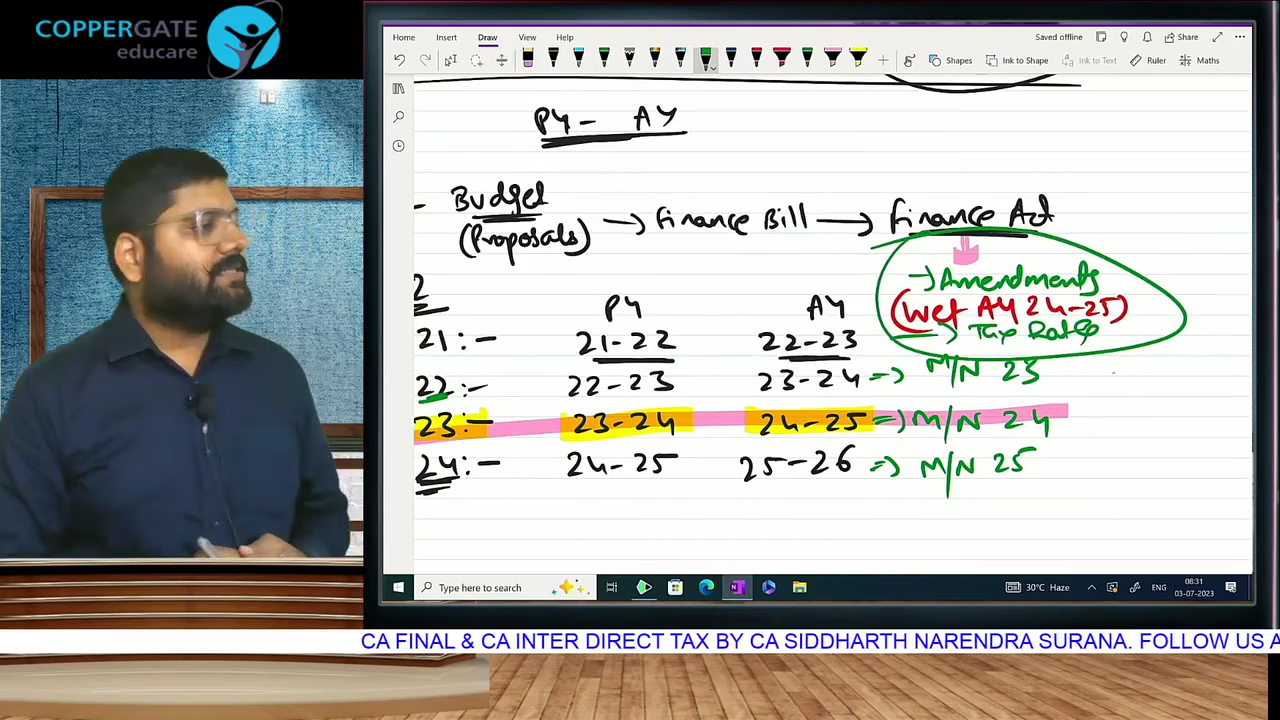 COPPERGATE
educare
Home Insert Draw View Help
Saved offline
Share
Shapes
Ink to Shape
Ink to Text
Ruler
Maths
PY - AY
Budget
(Proposals) → Finance Bill → Finance Act
→ Amendments
(wef AY 24-25)
→ Tax Rates
2 PY AY
21:- 21-22 22-23
22:- 22-23 23-24 => M/N 23
23:- 23-24 24-25 => M/N 24
24:- 24-25 25-26 => M/N 25
Type here to search
30°C Haze
ENG
08:31
03-07-2023
CA FINAL & CA INTER DIRECT TAX BY CA SIDDHARTH NARENDRA SURANA. FOLLOW US A